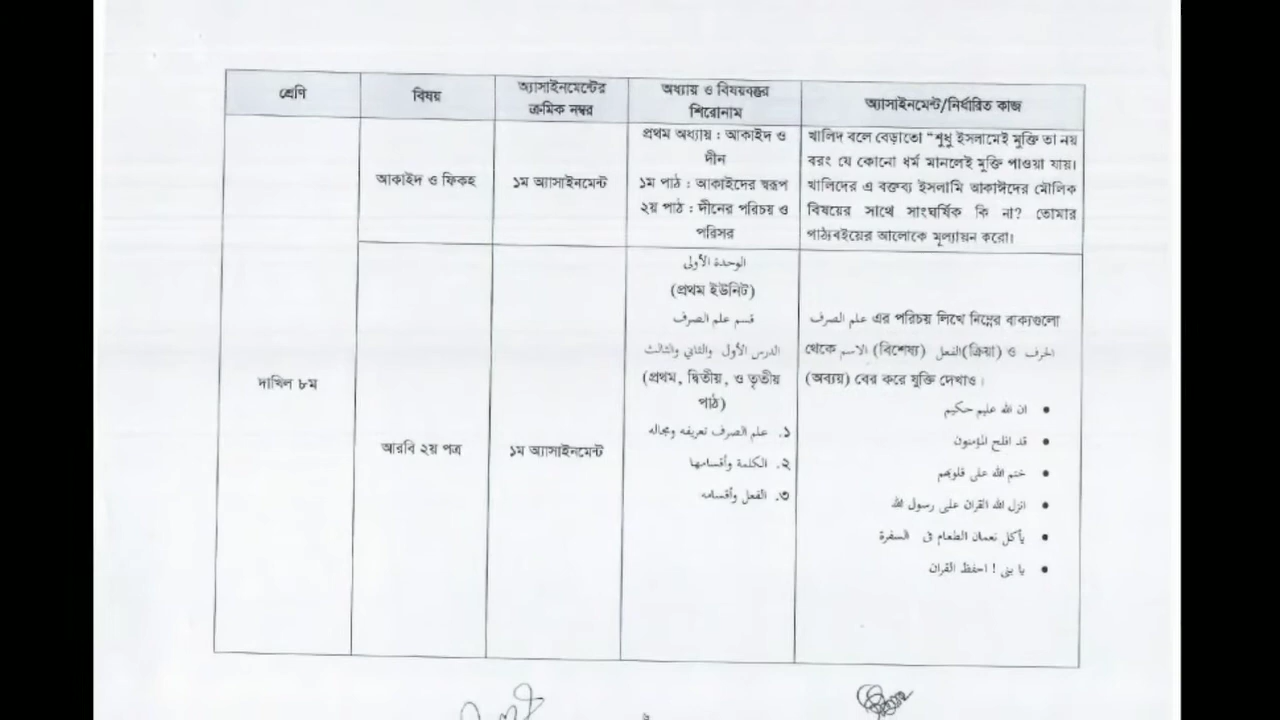 শ্রেণি
বিষয়
অ্যাসাইনমেন্টের
ক্রমিক নম্বর
অধ্যায় ও বিষয়বস্তুর
শিরোনাম
অ্যাসাইনমেন্ট/নির্ধারিত কাজ
দাখিল ৮ম
আকাইদ ও ফিকহ
১ম অ্যাসাইনমেন্ট
প্রথম অধ্যায় : আকাইদ ও
দীন
১ম পাঠ : আকাইদের স্বরূপ
২য় পাঠ : দীনের পরিচয় ও
পরিসর
খালিদ বলে বেড়াতো “শুধু ইসলামেই মুক্তি তা নয়
বরং যে কোনো ধর্ম মানলেই মুক্তি পাওয়া যায়।
খালিদের এ বক্তব্য ইসলামি আকাঈদের মৌলিক
বিষয়ের সাথে সাংঘর্ষিক কি না? তোমার
পাঠ্যবইয়ের আলোকে মূল্যায়ন করো।
আরবি ২য় পত্র
১ম অ্যাসাইনমেন্ট
الوحدة الأولى
(প্রথম ইউনিট)
قسم علم الصرف
الدرس الأول والثاني والثالث
(প্রথম, দ্বিতীয়, ও তৃতীয়
পাঠ)
১. علم الصرف تعريفه ومجاله
২. الكلمة وأقسامها
৩. الفعل وأقسامه
علم الصرف এর পরিচয় লিখে নিম্নের বাক্যগুলো
থেকে الاسم (বিশেষ্য) الفعل(ক্রিয়া) ও الحرف
(অব্যয়) বের করে যুক্তি দেখাও।
• ان الله عليم حكيم
• قد افلح المؤمنون
• ختم الله على قلوبهم
• انزل الله القران على رسول الله
• يأكل نعمان الطعام فى السفرة
• يا بنى ! احفظ القران